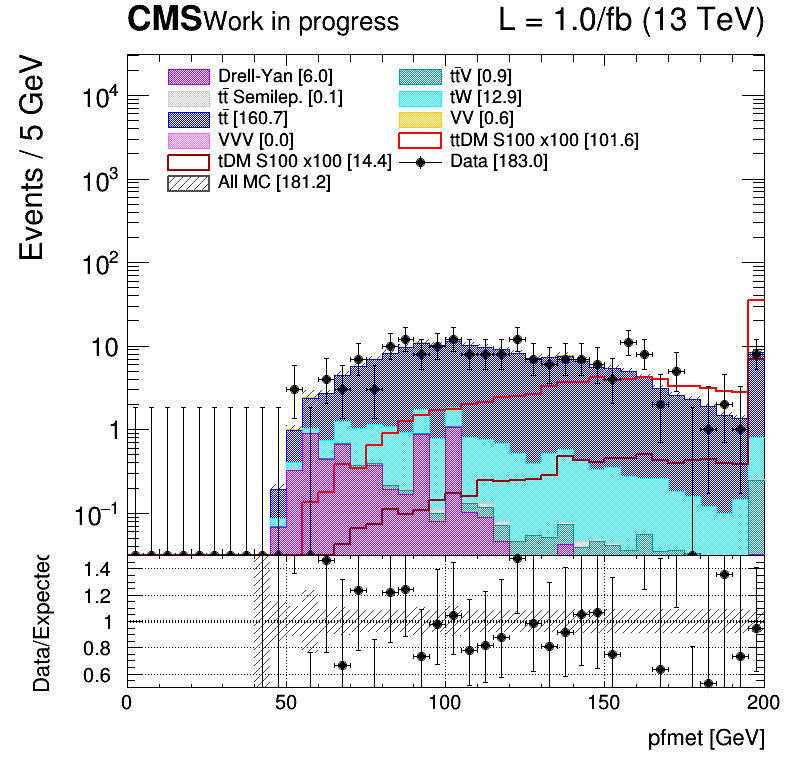 CMS Work in progress L = 1.0/fb (13 TeV)
Events / 5 GeV
Drell-Yan [6.0] tt̄V [0.9]
tt̄ Semilep. [0.1] tW [12.9]
tt̄ [160.7] VV [0.6]
VVV [0.0] ttDM S100 x100 [101.6]
tDM S100 x100 [14.4] Data [183.0]
All MC [181.2]
10⁴
10³
10²
10
1
10⁻¹
Data/Expected
1.4
1.2
1
0.8
0.6
0 50 100 150 200
pfmet [GeV]